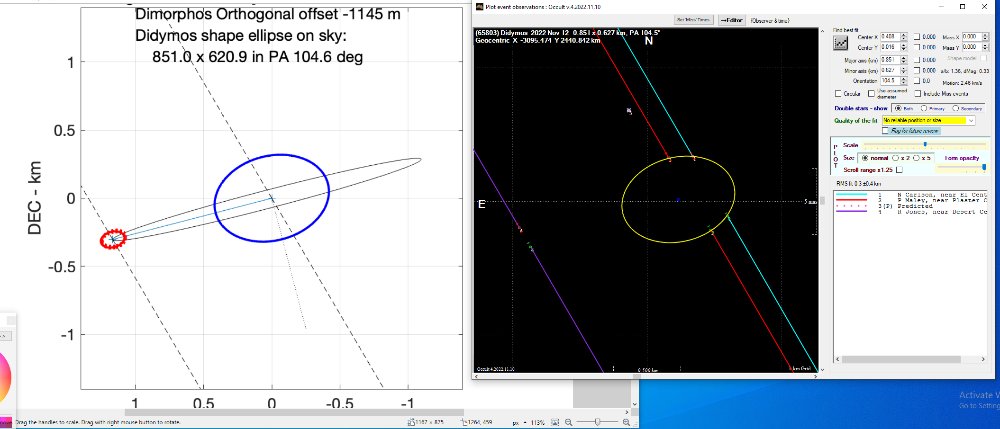 Dimorphos Orthogonal offset -1145 m
Didymos shape ellipse on sky:
851.0 x 620.9 in PA 104.6 deg
1
0.5
0
-0.5
-1
DEC - km
1
0.5
0
-0.5
-1
>>
Drag the handles to scale. Drag with right mouse button to rotate.
1167 × 875
1264, 459
px
113%
Plot event observations : Occult v.4.2022.11.10
Set 'Miss' Times
→Editor
{Observer & time}
(65803) Didymos 2022 Nov 12 0.851 x 0.627 km, PA 104.5°
Geocentric X -3095.474 Y 2440.842 km
N
E
3
2
1
4
4
1
2
5 mas
Occult 4.2022.11.10
0.500 km
1 km Grid
Find best fit
Center X 0.408 0.000 Mass X 0.000
Center Y 0.016 0.000 Mass Y 0.000
Major axis (km) 0.851 0.000 Shape model
Minor axis (km) 0.627 0.000 a/b: 1.36, dMag: 0.33
Orientation 104.5 0.0 Motion: 2.46 km/s
Circular Use assumed diameter Include Miss events
Double stars - show Both Primary Secondary
Quality of the fit No reliable position or size
Flag for future review
PLOT
Scale
Size normal x 2 x 5 Form opacity
Scroll range x1.25
RMS fit 0.3 ±0.4 km
1 N Carlson, near El Cent
2 P Maley, near Plaster C
3(P) Predicted
4 R Jones, near Desert Ce
Activate
Go to Setting